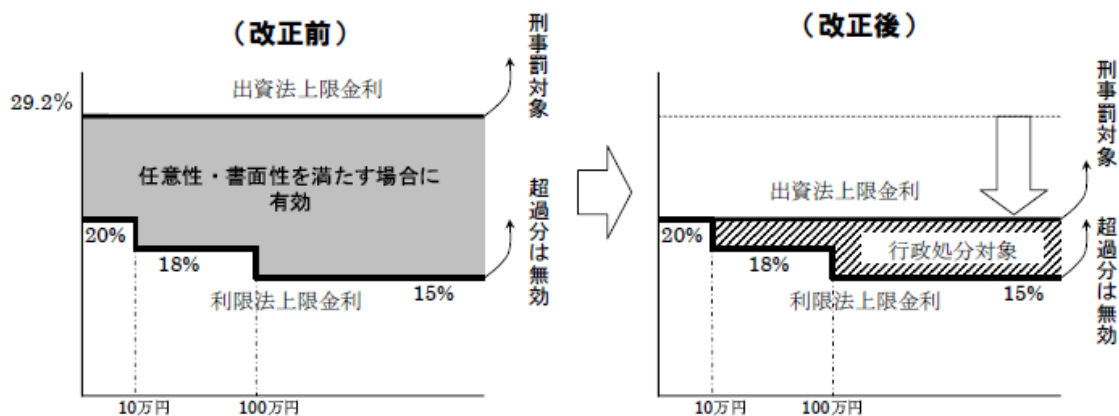 （改正前）
刑事罰対象
出資法上限金利
29.2%
任意性・書面性を満たす場合に
有効
超過分は無効
20%
18%
15%
利限法上限金利
10万円
100万円
（改正後）
刑事罰対象
出資法上限金利
超過分は無効
20%
行政処分対象
18%
15%
利限法上限金利
10万円
100万円